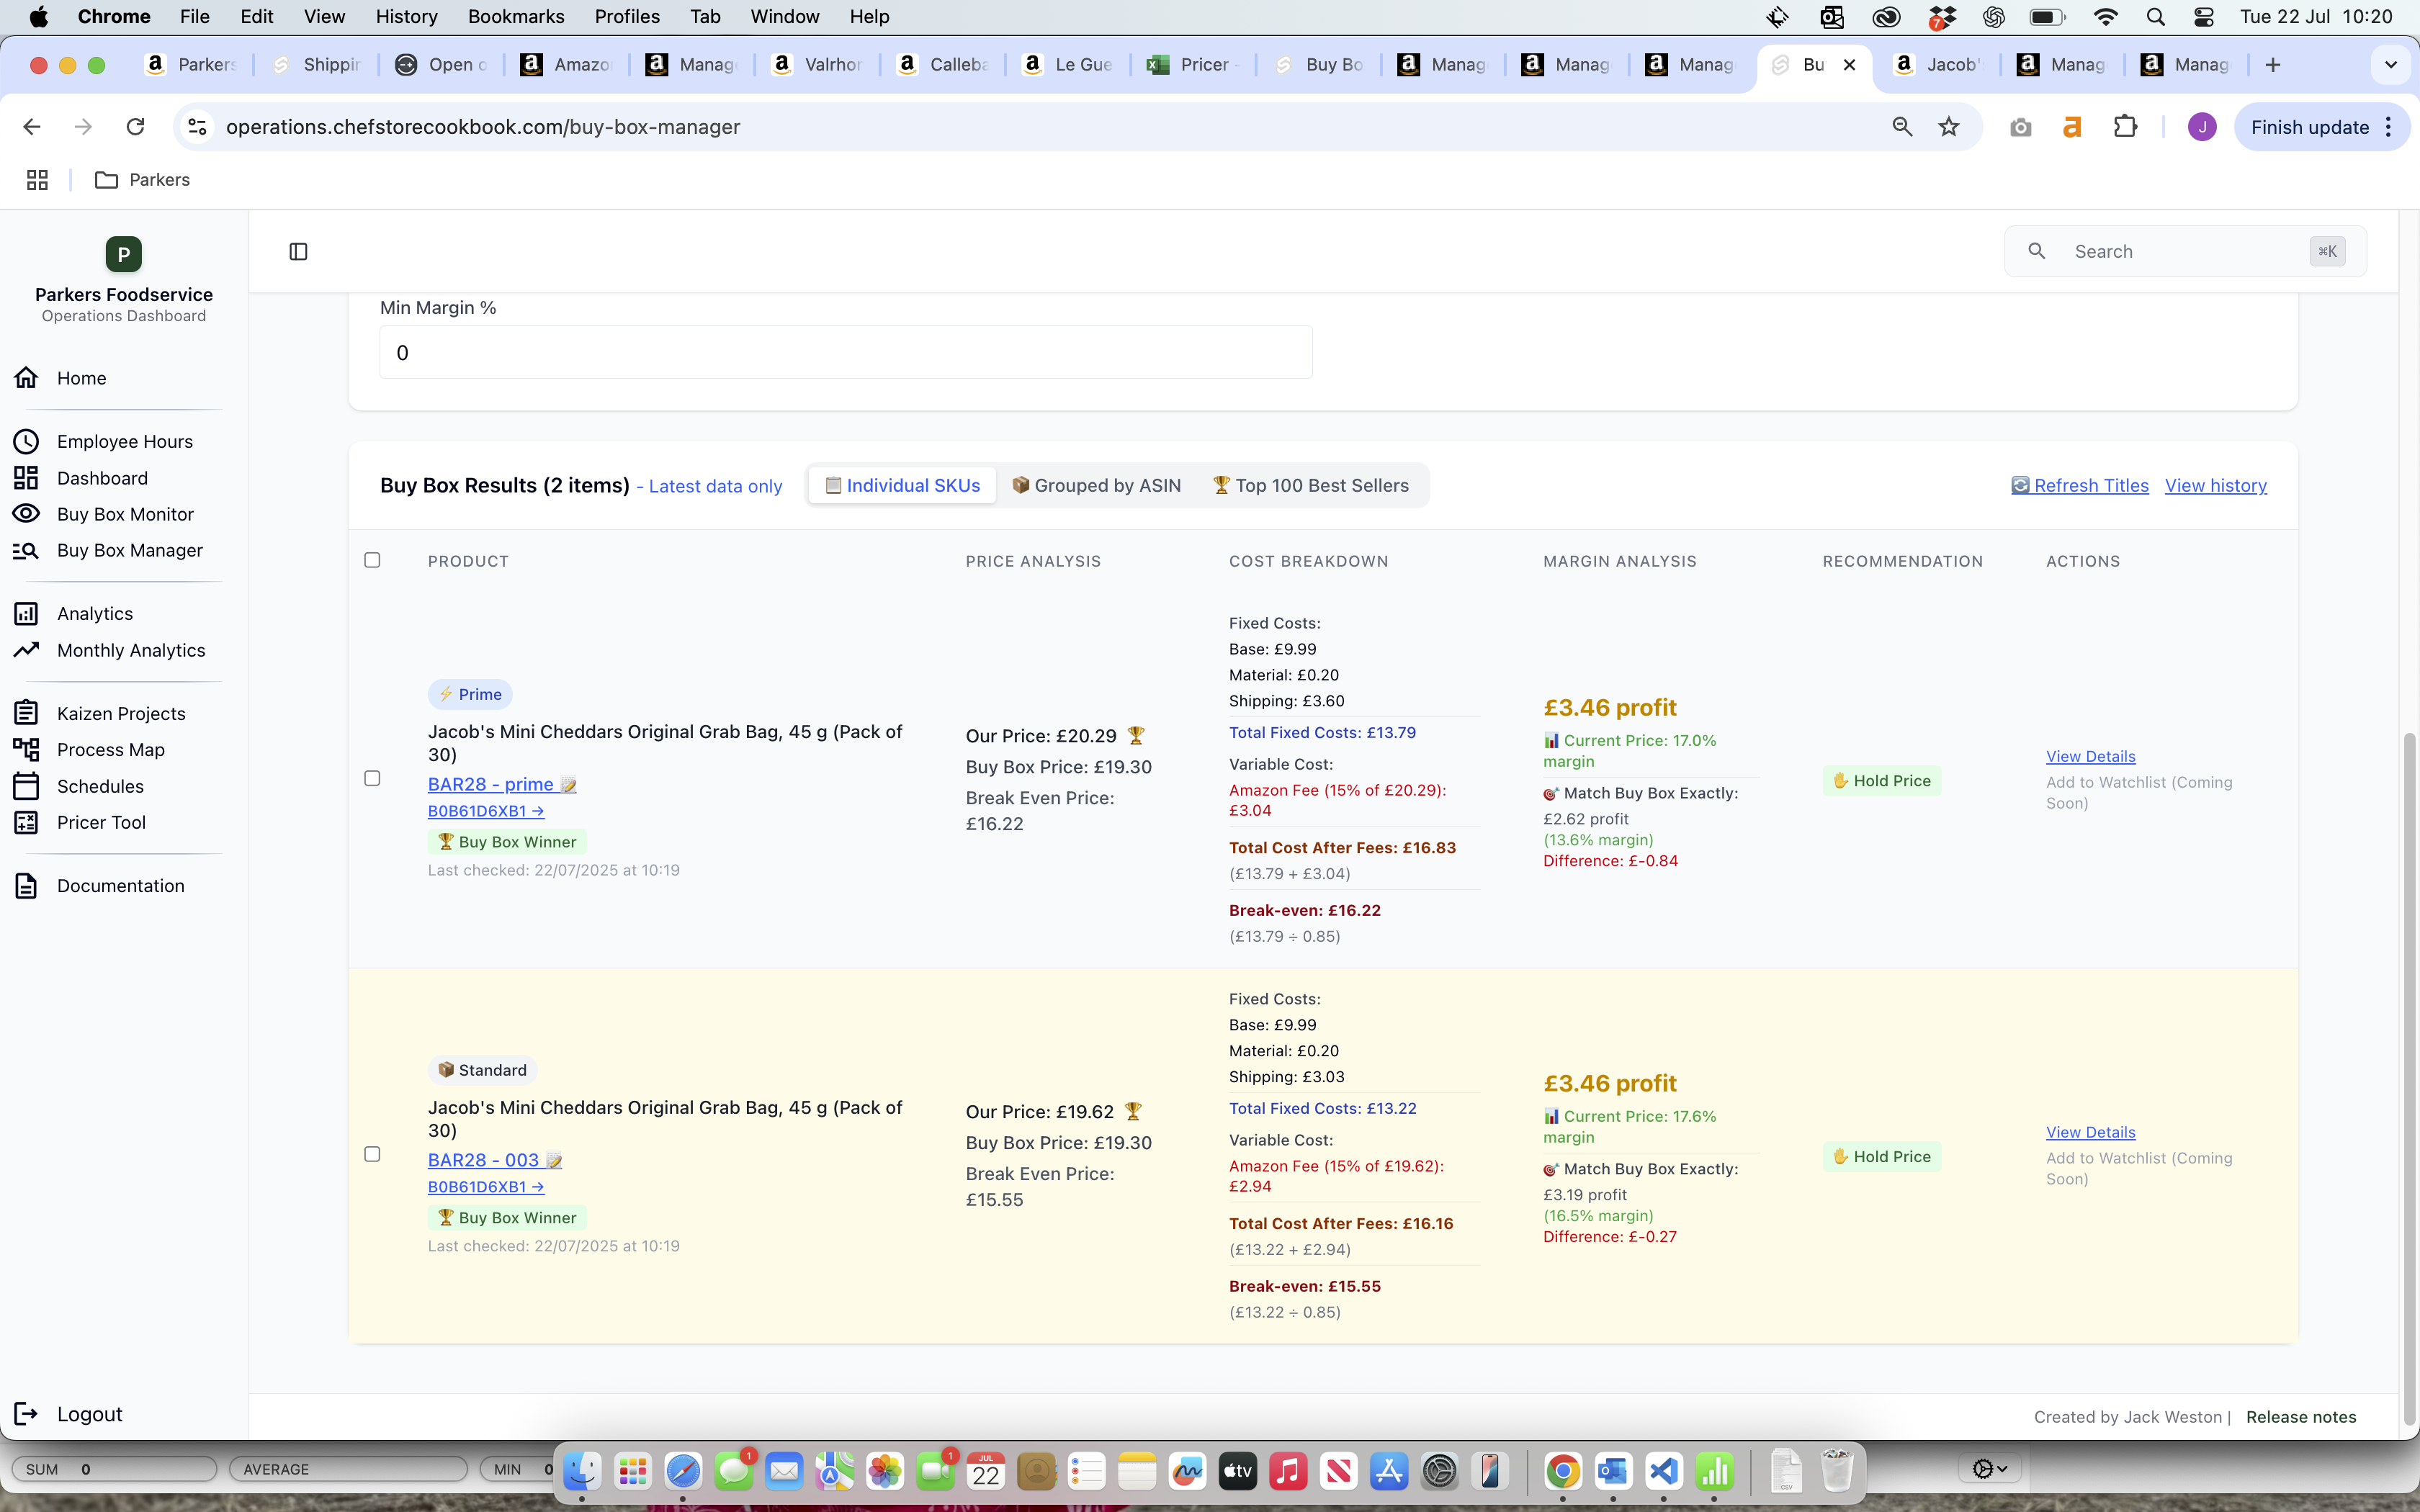 Chrome File Edit View History Bookmarks Profiles Tab Window Help
7
Tue 22 Jul 10:20
Parkers Shippin Open o Amazo Manag Valrhor Calleba Le Gue Pricer - Buy Bo Manag Manag Manag Bu Jacob' Manag Manag
operations.chefstorecookbook.com/buy-box-manager
J
Finish update
Parkers
P
Parkers Foodservice
Operations Dashboard
Home
Employee Hours
Dashboard
Buy Box Monitor
Buy Box Manager
Analytics
Monthly Analytics
Kaizen Projects
Process Map
Schedules
Pricer Tool
Documentation
Logout
Search ⌘K
Min Margin %
0
Buy Box Results (2 items) - Latest data only
Individual SKUs Grouped by ASIN Top 100 Best Sellers
Refresh Titles View history
PRODUCT PRICE ANALYSIS COST BREAKDOWN MARGIN ANALYSIS RECOMMENDATION ACTIONS
⚡ Prime
Jacob's Mini Cheddars Original Grab Bag, 45 g (Pack of
30)
BAR28 - prime
B0B61D6XB1 →
Buy Box Winner
Last checked: 22/07/2025 at 10:19
Our Price: £20.29
Buy Box Price: £19.30
Break Even Price:
£16.22
Fixed Costs:
Base: £9.99
Material: £0.20
Shipping: £3.60
Total Fixed Costs: £13.79
Variable Cost:
Amazon Fee (15% of £20.29):
£3.04
Total Cost After Fees: £16.83
(£13.79 + £3.04)
Break-even: £16.22
(£13.79 ÷ 0.85)
£3.46 profit
Current Price: 17.0%
margin
Match Buy Box Exactly:
£2.62 profit
(13.6% margin)
Difference: £-0.84
Hold Price
View Details
Add to Watchlist (Coming
Soon)
Standard
Jacob's Mini Cheddars Original Grab Bag, 45 g (Pack of
30)
BAR28 - 003
B0B61D6XB1 →
Buy Box Winner
Last checked: 22/07/2025 at 10:19
Our Price: £19.62
Buy Box Price: £19.30
Break Even Price:
£15.55
Fixed Costs:
Base: £9.99
Material: £0.20
Shipping: £3.03
Total Fixed Costs: £13.22
Variable Cost:
Amazon Fee (15% of £19.62):
£2.94
Total Cost After Fees: £16.16
(£13.22 + £2.94)
Break-even: £15.55
(£13.22 ÷ 0.85)
£3.46 profit
Current Price: 17.6%
margin
Match Buy Box Exactly:
£3.19 profit
(16.5% margin)
Difference: £-0.27
Hold Price
View Details
Add to Watchlist (Coming
Soon)
Created by Jack Weston | Release notes
SUM 0 AVERAGE MIN 0
1 1 JUL 22 tv CSV